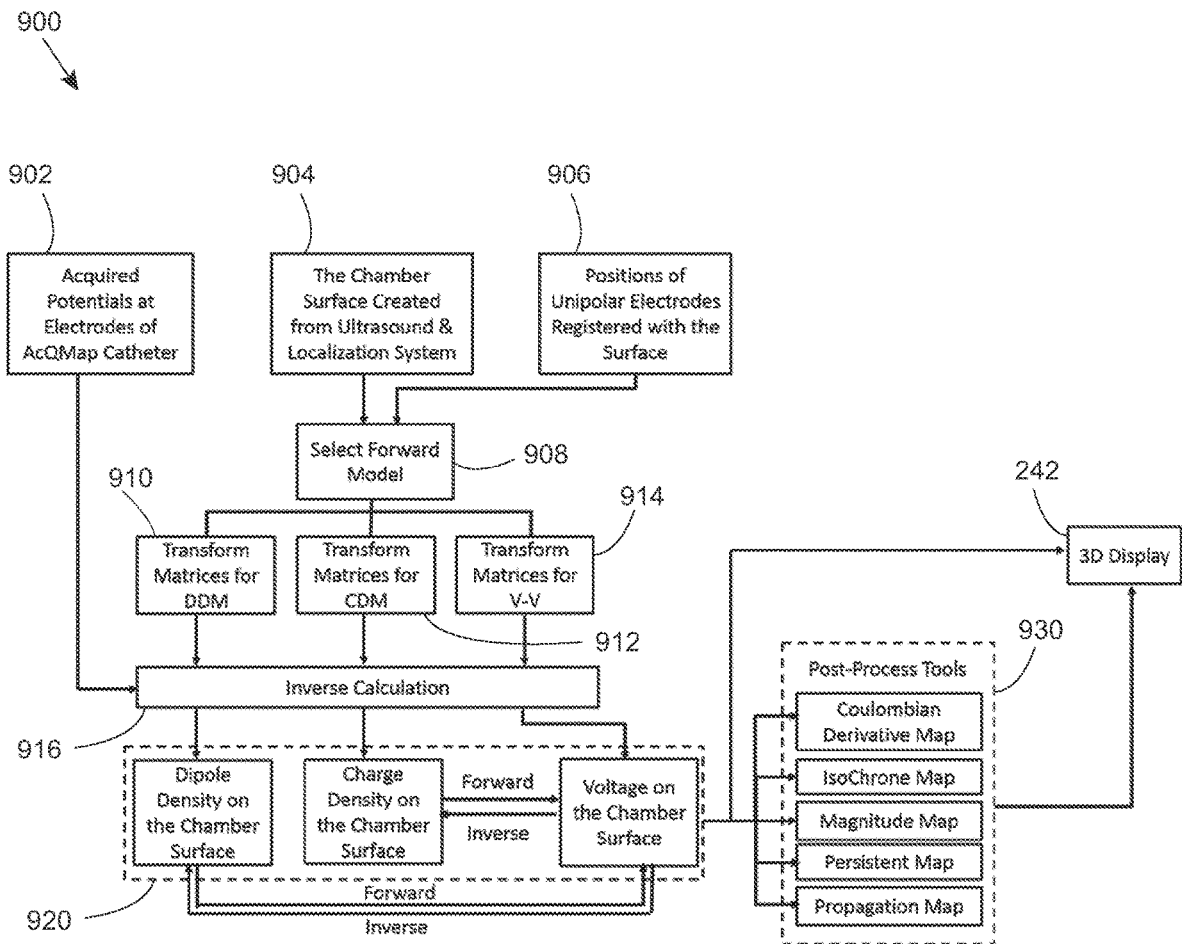 900
902
904
906
Acquired
Potentials at
Electrodes of
AcQMap Catheter
The Chamber
Surface Created
from Ultrasound &
Localization System
Positions of
Unipolar Electrodes
Registered with the
Surface
Select Forward
Model
908
910
914
242
Transform
Matrices for
DDM
Transform
Matrices for
CDM
Transform
Matrices for
V-V
3D Display
912
930
Inverse Calculation
916
Post-Process Tools
Coulombian
Derivative Map
IsoChrone Map
Magnitude Map
Persistent Map
Propagation Map
Dipole
Density on
the Chamber
Surface
Charge
Density on
the Chamber
Surface
Forward
Inverse
Voltage on
the Chamber
Surface
Forward
Inverse
920